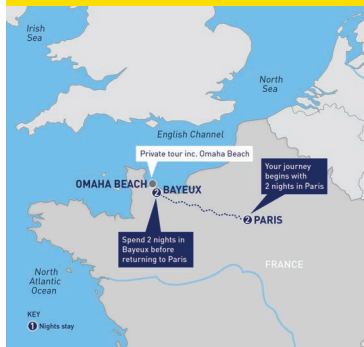 Irish
Sea
North
Sea
English Channel
Private tour inc. Omaha Beach
Your journey
begins with
2 nights in Paris
OMAHA BEACH
2 BAYEUX
2 PARIS
Spend 2 nights in
Bayeux before
returning to Paris
FRANCE
North
Atlantic
Ocean
KEY
1 Nights stay